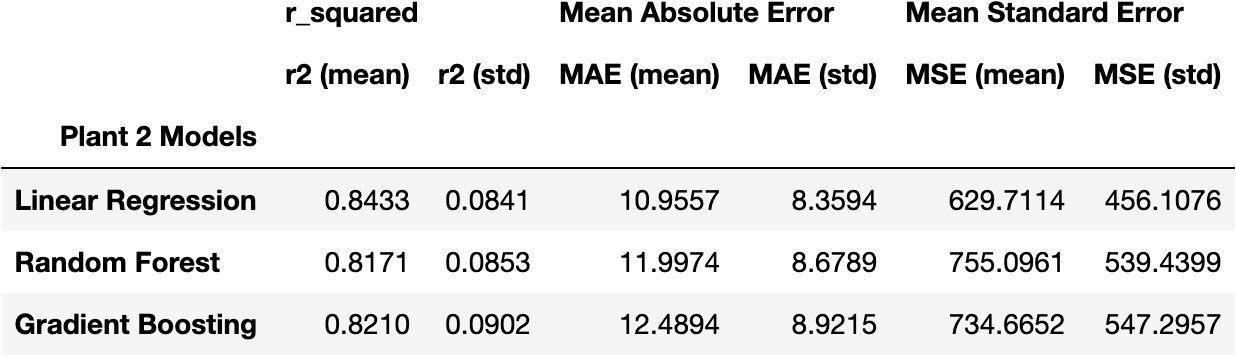 r_squared Mean Absolute Error Mean Standard Error
r2 (mean) r2 (std) MAE (mean) MAE (std) MSE (mean) MSE (std)
Plant 2 Models
Linear Regression 0.8433 0.0841 10.9557 8.3594 629.7114 456.1076
Random Forest 0.8171 0.0853 11.9974 8.6789 755.0961 539.4399
Gradient Boosting 0.8210 0.0902 12.4894 8.9215 734.6652 547.2957